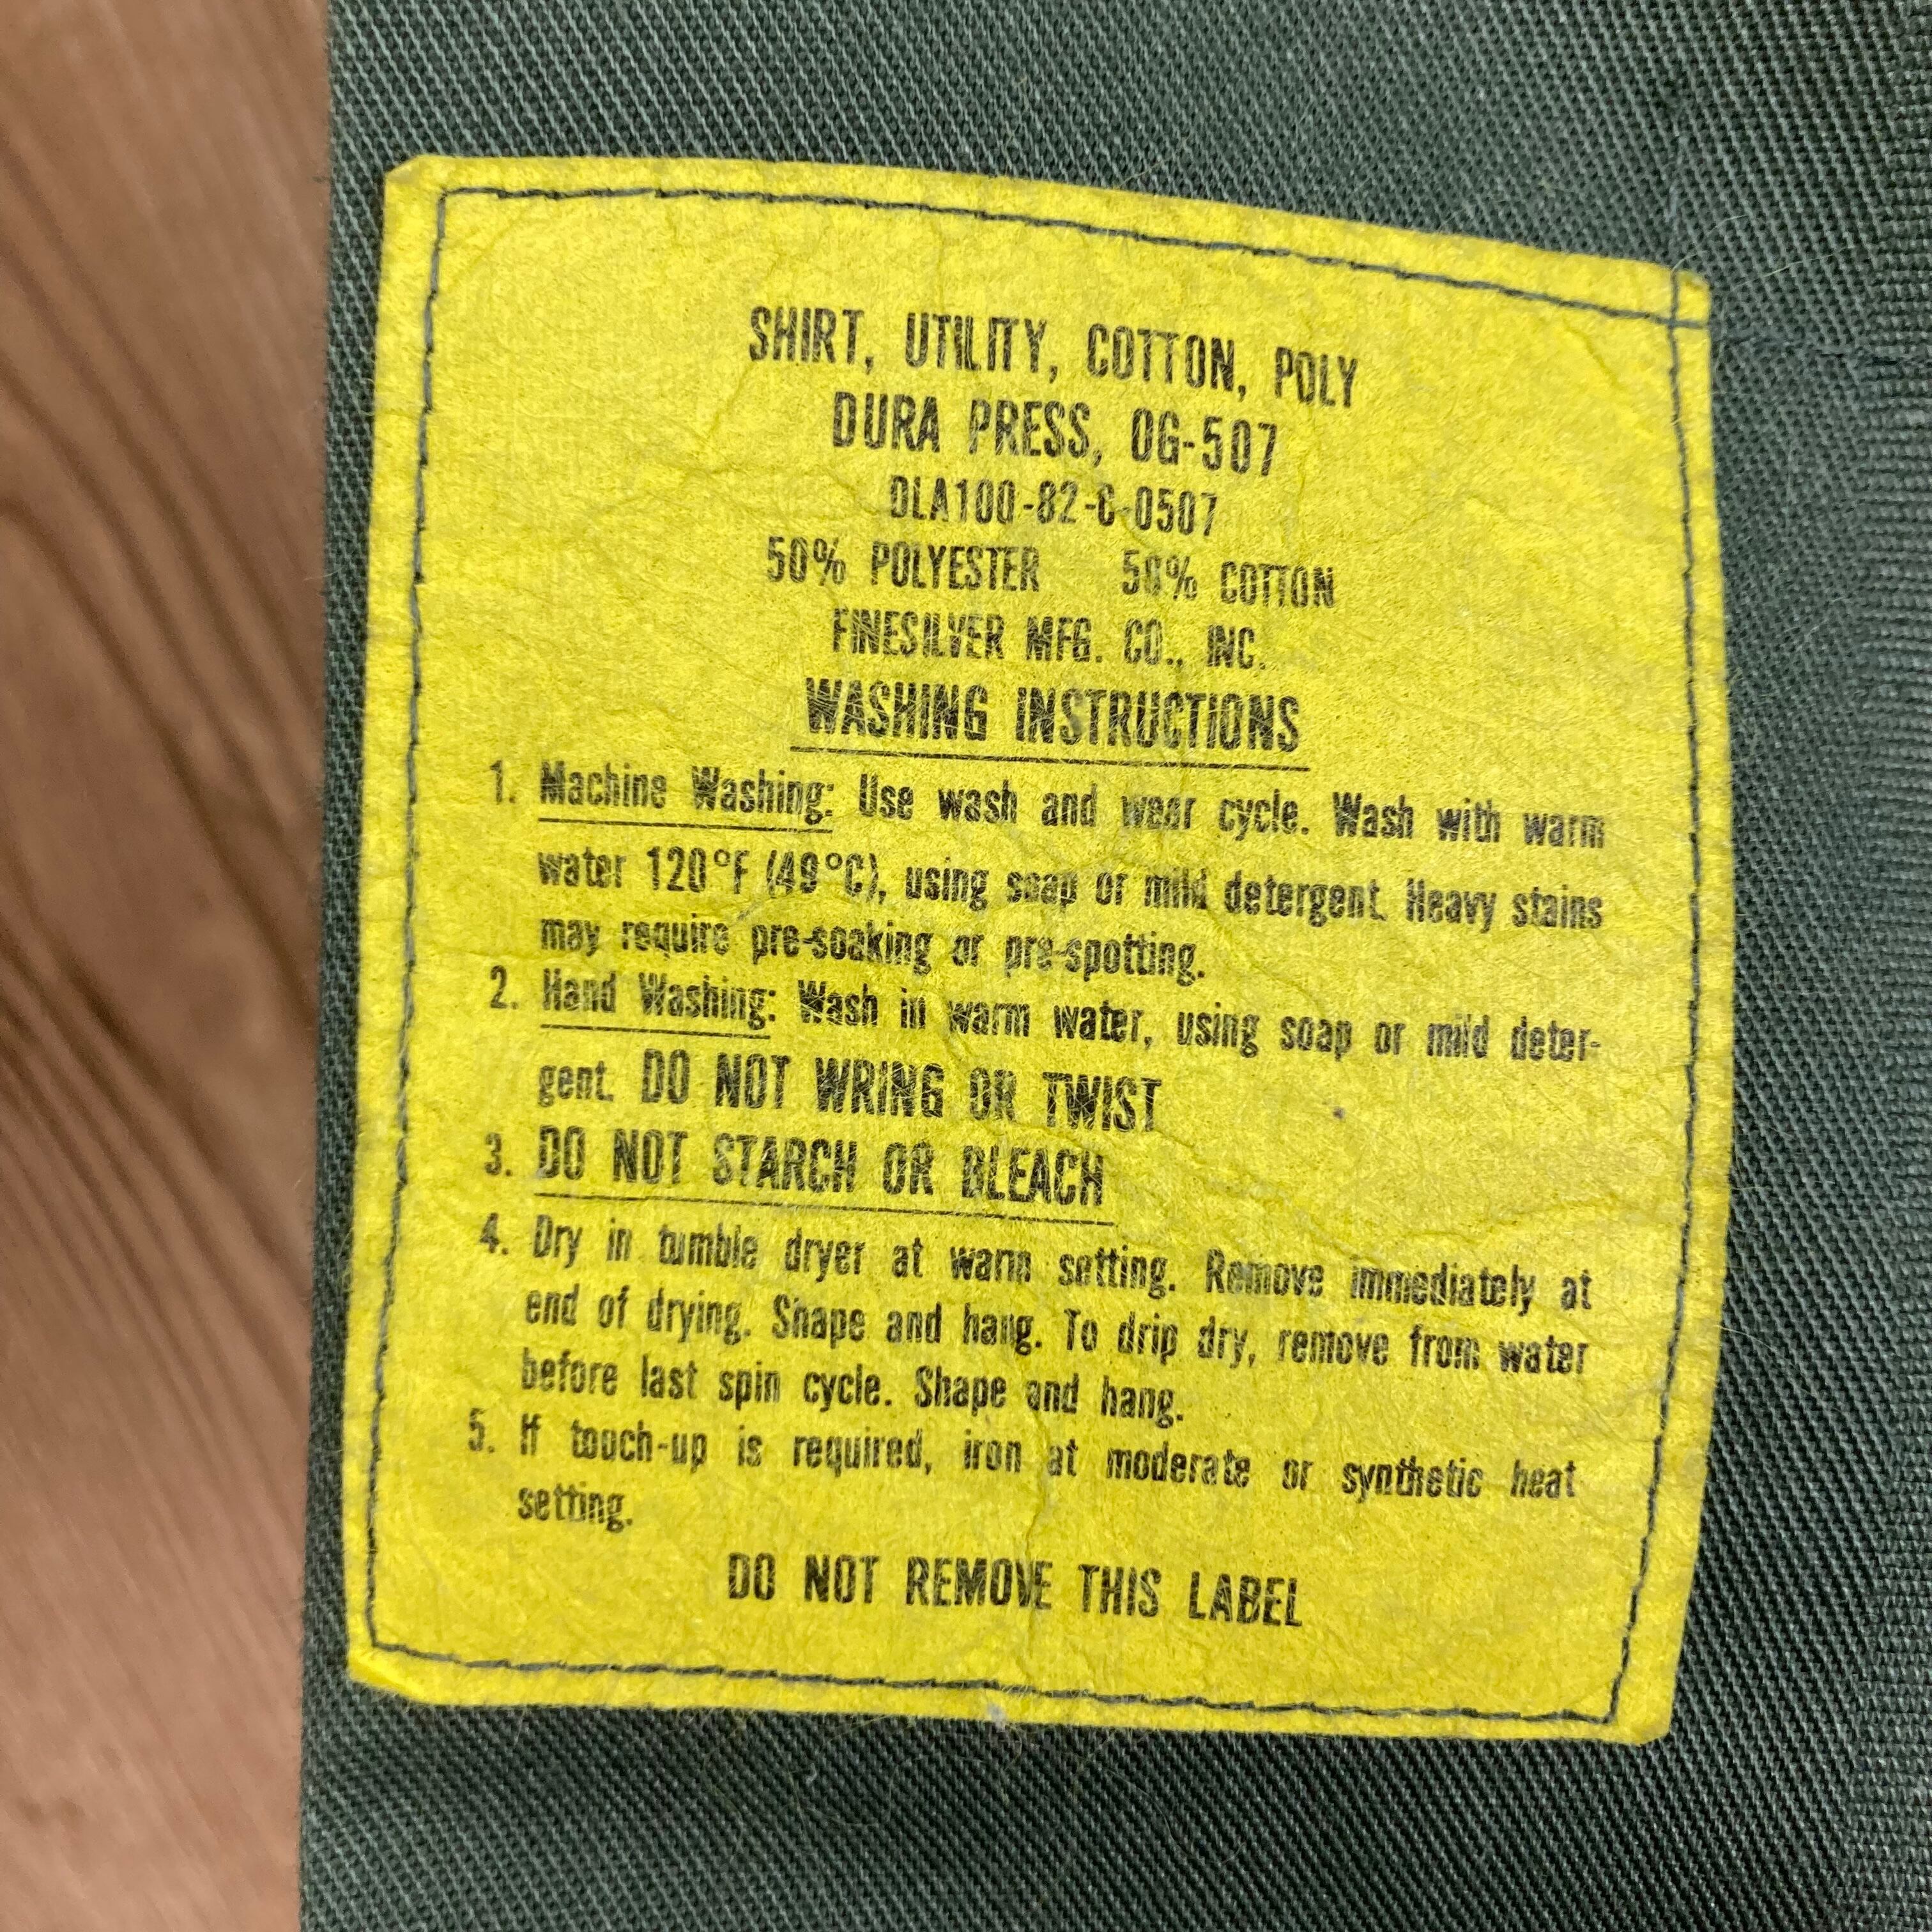 SHIRT, UTILITY, COTTON, POLY
DURA PRESS, OG-507
DLA100-82-C-0507
50% POLYESTER 50% COTTON
FINESILVER MFG. CO., INC.
WASHING INSTRUCTIONS
1. Machine Washing: Use wash and wear cycle. Wash with warm
water 120°F (49°C), using soap or mild detergent. Heavy stains
may require pre-soaking or pre-spotting.
2. Hand Washing: Wash in warm water, using soap or mild deter-
gent. DO NOT WRING OR TWIST
3. DO NOT STARCH OR BLEACH
4. Dry in tumble dryer at warm setting. Remove immediately at
end of drying. Shape and hang. To drip dry, remove from water
before last spin cycle. Shape and hang.
5. If touch-up is required, iron at moderate or synthetic heat
setting.
DO NOT REMOVE THIS LABEL